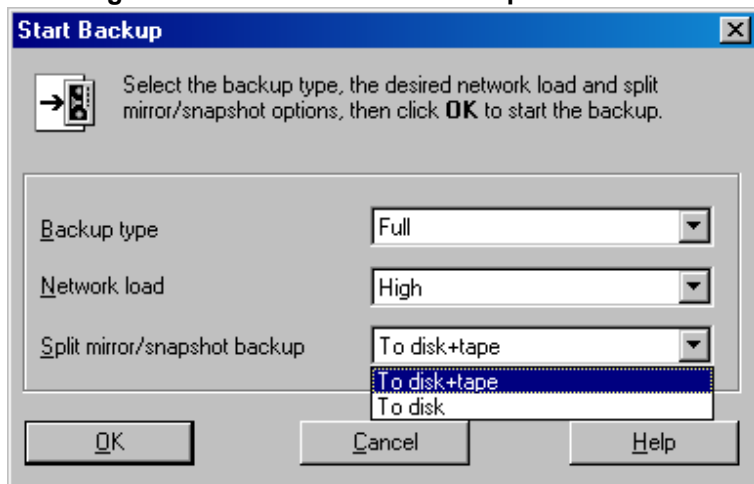 Start Backup
Select the backup type, the desired network load and split
mirror/snapshot options, then click OK to start the backup.
Backup type
Full
Network load
High
Split mirror/snapshot backup
To disk+tape
To disk+tape
To disk
OK
Cancel
Help